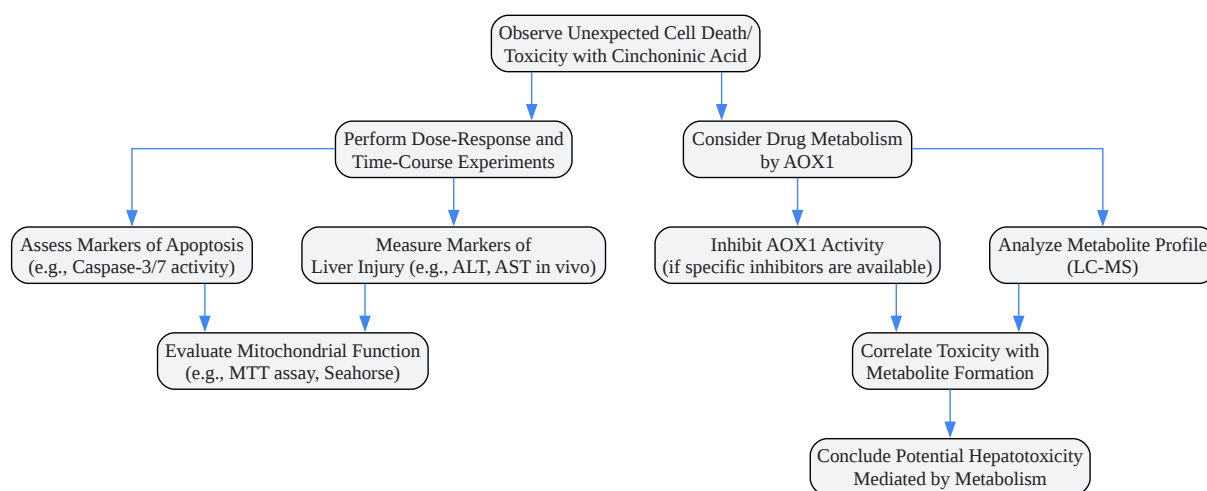 Observe Unexpected Cell Death/
Toxicity with Cinchoninic Acid
Perform Dose-Response and
Time-Course Experiments
Consider Drug Metabolism
by AOX1
Assess Markers of Apoptosis
(e.g., Caspase-3/7 activity)
Measure Markers of
Liver Injury (e.g., ALT, AST in vivo)
Inhibit AOX1 Activity
(if specific inhibitors are available)
Analyze Metabolite Profile
(LC-MS)
Evaluate Mitochondrial Function
(e.g., MTT assay, Seahorse)
Correlate Toxicity with
Metabolite Formation
Conclude Potential Hepatotoxicity
Mediated by Metabolism